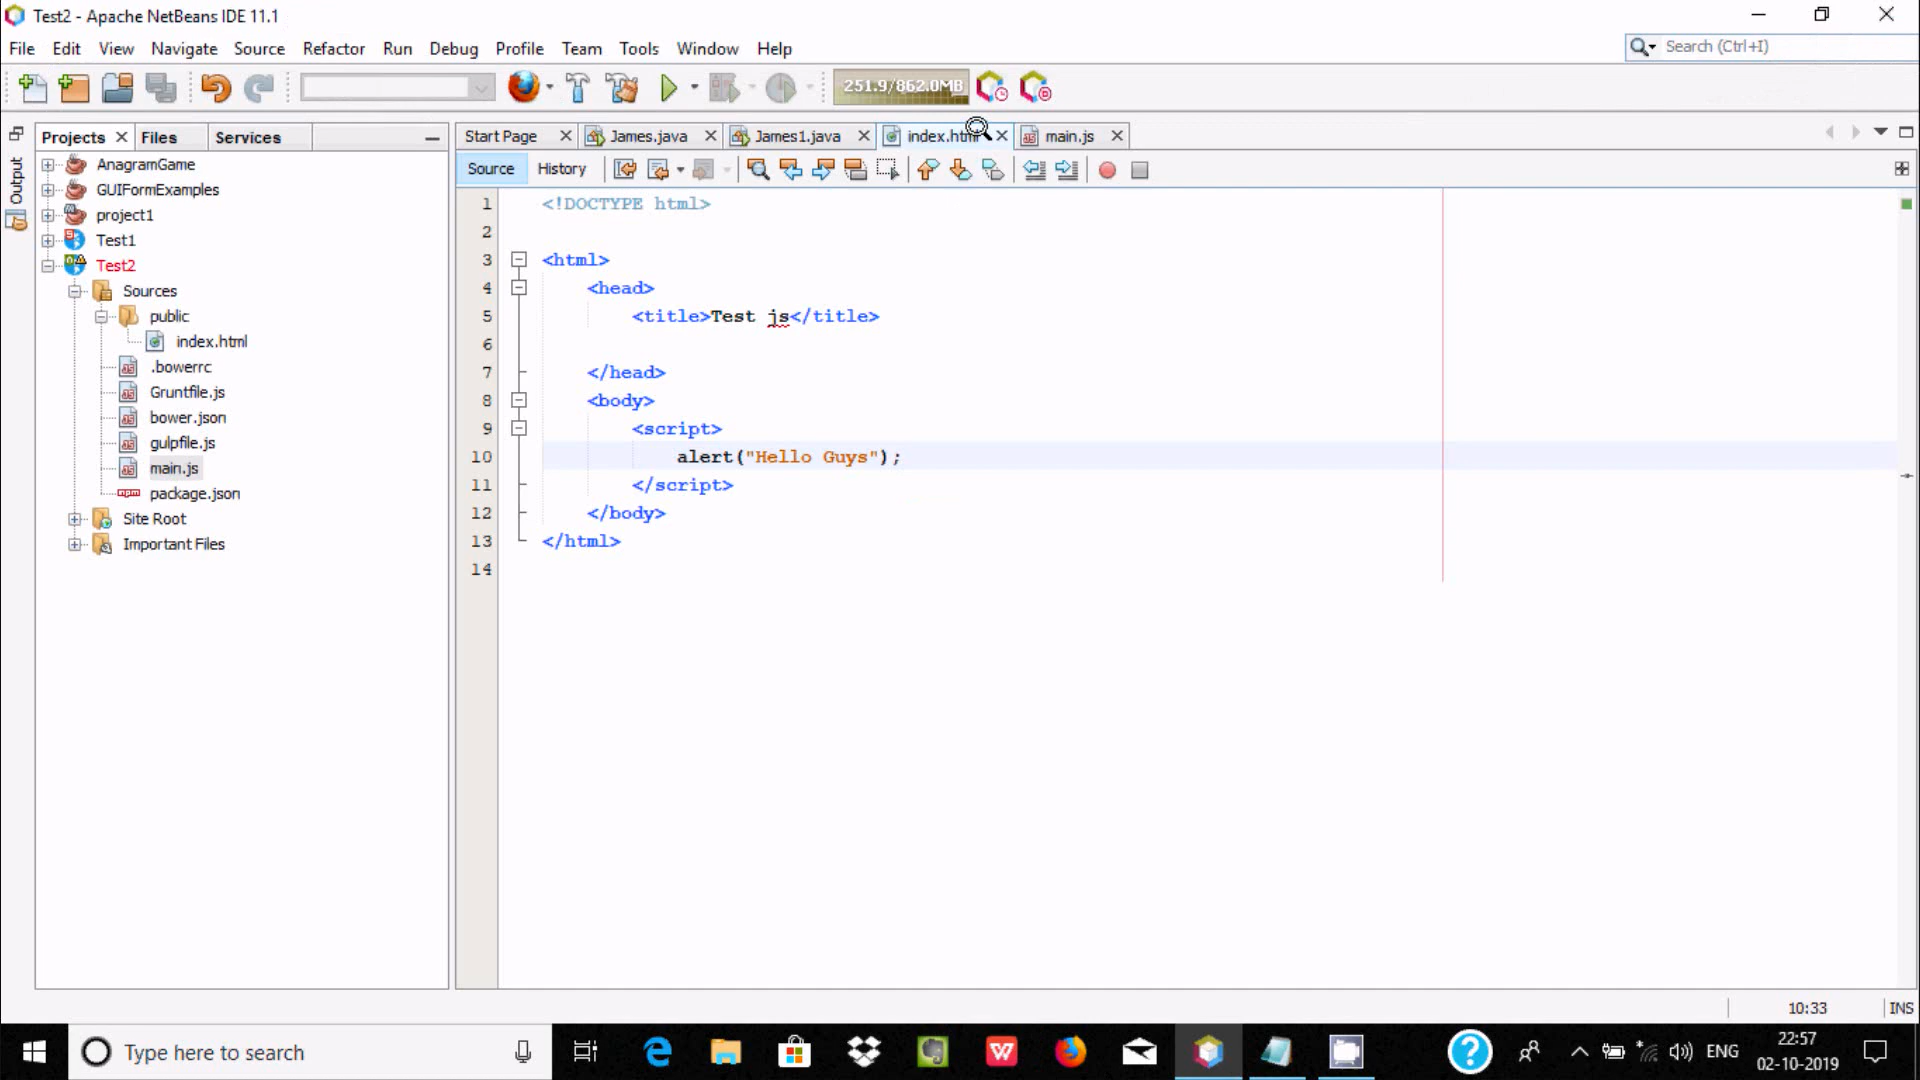 Test2 - Apache NetBeans IDE 11.1
File Edit View Navigate Source Refactor Run Debug Profile Team Tools Window Help
Search (Ctrl+I)
251.9/862.0MB
Projects Files Services
Start Page James.java James1.java index.html main.js
Output
Source History
AnagramGame
GUIFormExamples
project1
Test1
Test2
Sources
public
index.html
.bowerrc
Gruntfile.js
bower.json
gulpfile.js
main.js
npm package.json
Site Root
Important Files
1 <!DOCTYPE html>
2
3 <html>
4 <head>
5 <title>Test js</title>
6
7 </head>
8 <body>
9 <script>
10 alert("Hello Guys");
11 </script>
12 </body>
13 </html>
14
10:33 INS
Type here to search
ENG
22:57
02-10-2019